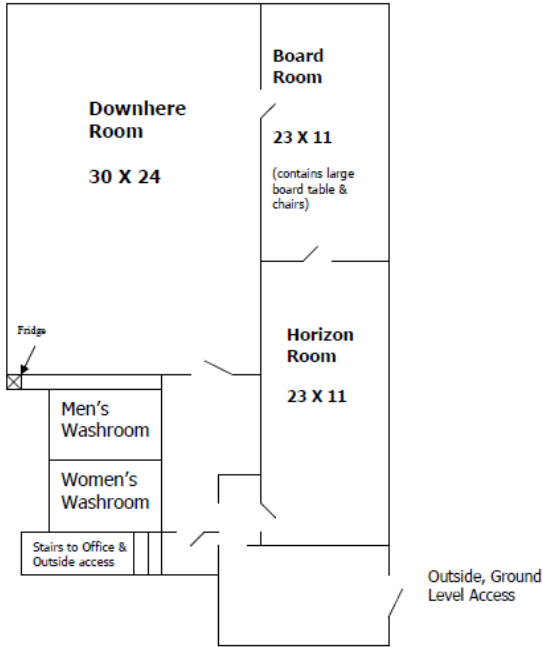 Board
Room
23 X 11
(contains large
board table &
chairs)
Downhere
Room
30 X 24
Fridge
Horizon
Room
23 X 11
Men's
Washroom
Women's
Washroom
Stairs to Office &
Outside access
Outside, Ground
Level Access